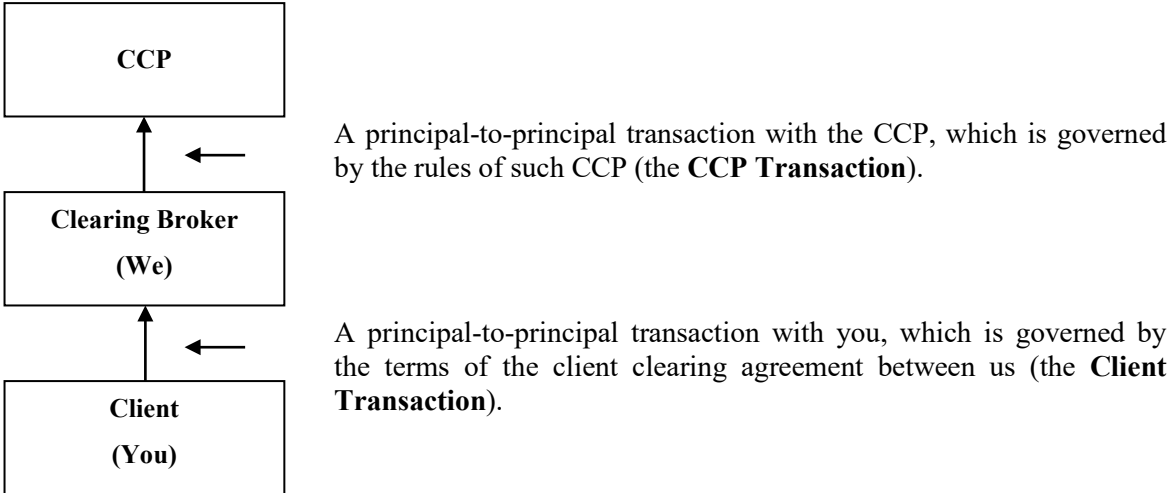 CCP
A principal-to-principal transaction with the CCP, which is governed
by the rules of such CCP (the CCP Transaction).
Clearing Broker
(We)
A principal-to-principal transaction with you, which is governed by
the terms of the client clearing agreement between us (the Client
Transaction).
Client
(You)